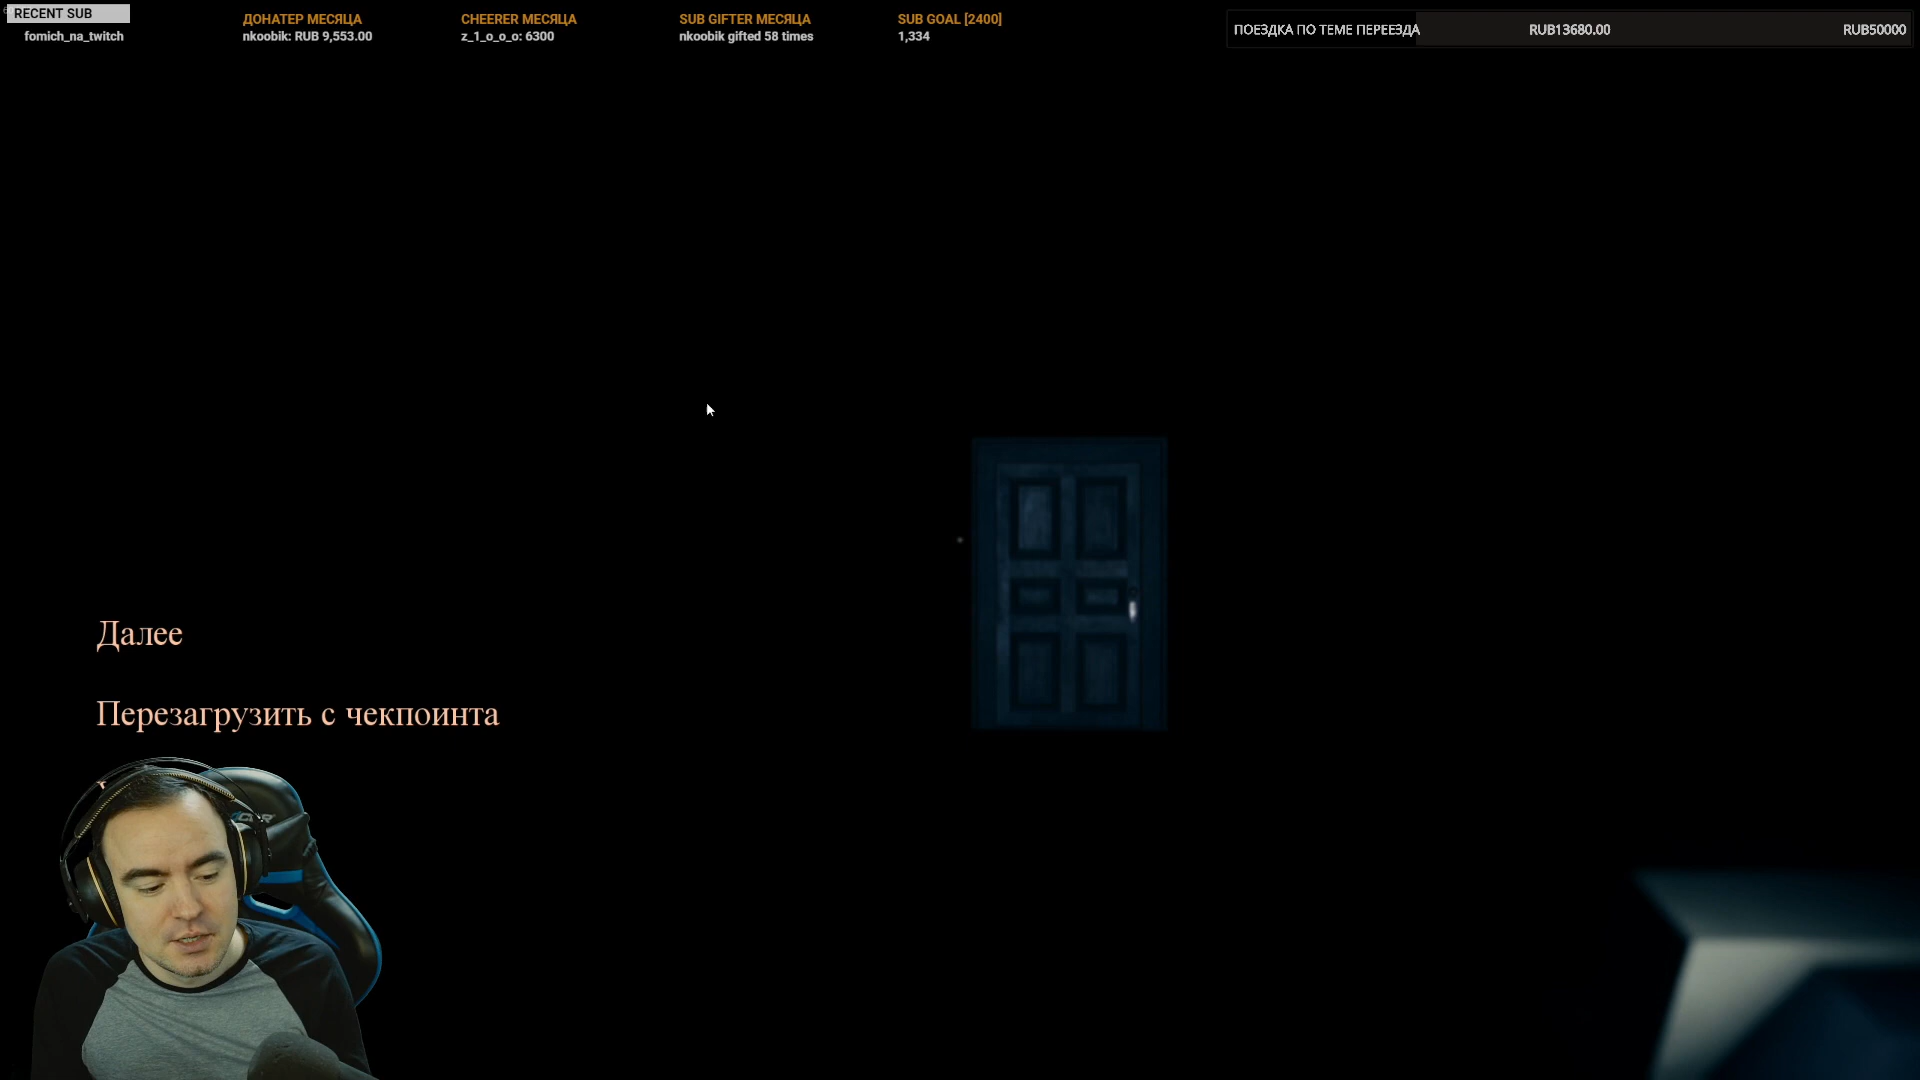 RECENT SUB
fomich_na_twitch
ДОНАТЕР МЕСЯЦА
nkoobik: RUB 9,553.00
CHEERER МЕСЯЦА
z_1_o_o_o: 6300
SUB GIFTER МЕСЯЦА
nkoobik gifted 58 times
SUB GOAL [2400]
1,334
ПОЕЗДКА ПО ТЕМЕ ПЕРЕЕЗДА RUB13680.00 RUB50000
Далее
Перезагрузить с чекпоинта